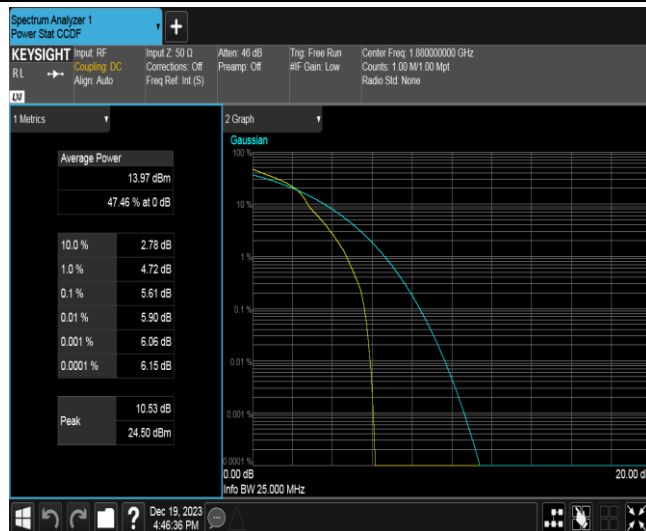 Spectrum Analyzer 1
Power Stat CCDF
+
KEYSIGHT
RL
LXI
Input: RF
Coupling: DC
Align: Auto
Input Z: 50 Ω
Corrections: Off
Freq Ref: Int (S)
Atten: 46 dB
Preamp: Off
Trig: Free Run
#IF Gain: Low
Center Freq: 1.880000000 GHz
Counts: 1.00 M/1.00 Mpt
Radio Std: None
1 Metrics
Average Power
13.97 dBm
47.46 % at 0 dB
10.0 % 2.78 dB
1.0 % 4.72 dB
0.1 % 5.61 dB
0.01 % 5.90 dB
0.001 % 6.06 dB
0.0001 % 6.15 dB
Peak
10.53 dB
24.50 dBm
2 Graph
Gaussian
100 %
10 %
1 %
0.1 %
0.01 %
0.001 %
0.0001 %
0.00 dB
20.00 d
Info BW 25.000 MHz
?
Dec 19, 2023
4:46:36 PM